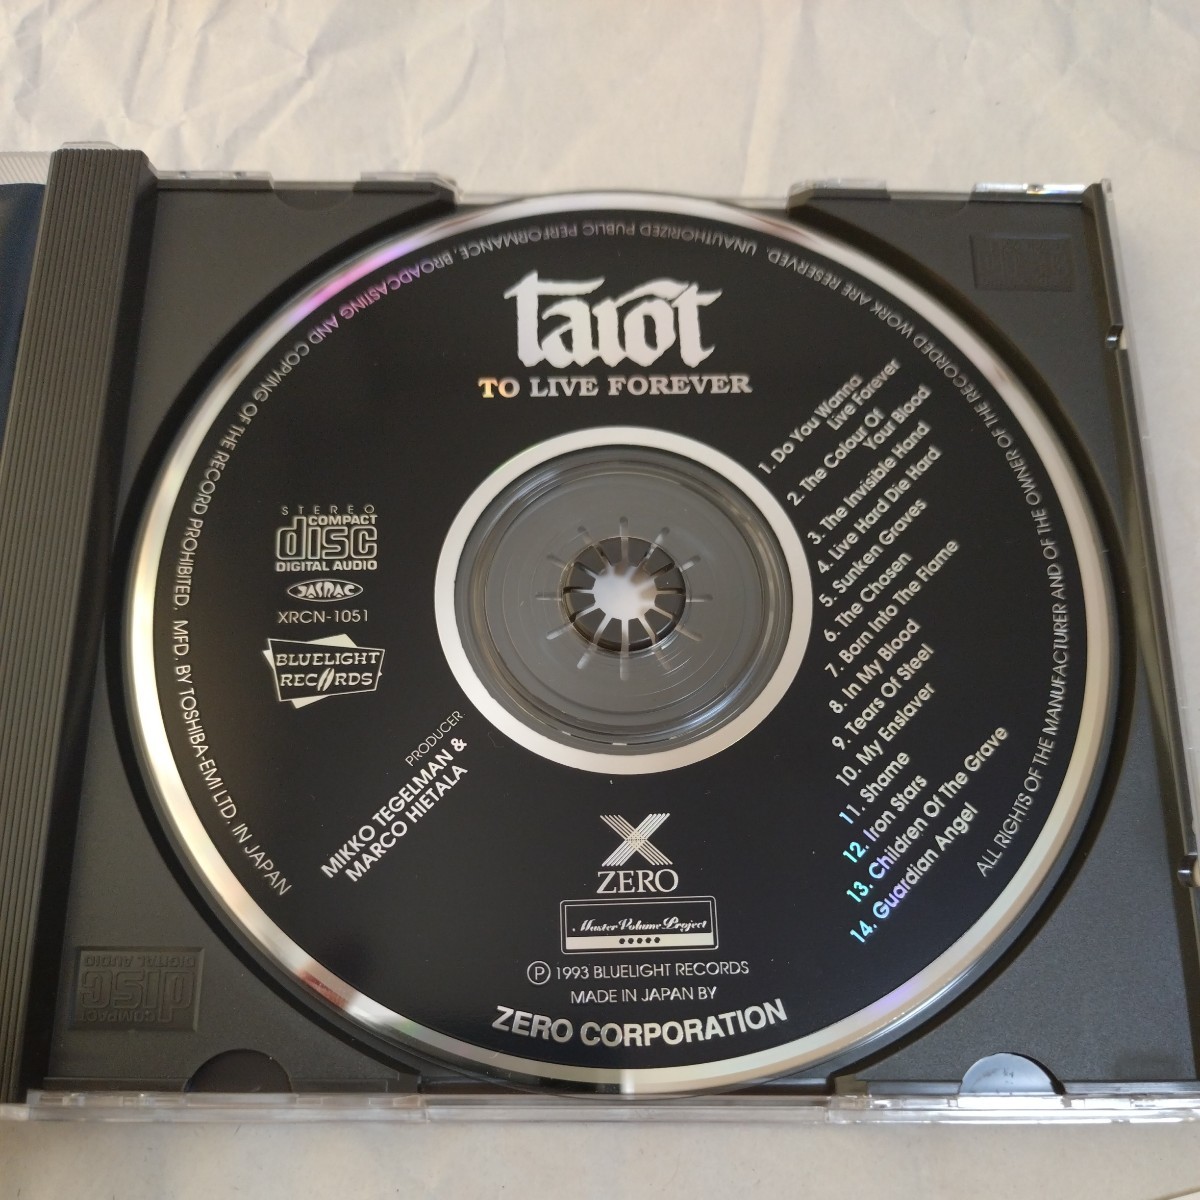 tarot
TO LIVE FOREVER
1. Do You Wanna
Live Forever
2. The Colour Of
Your Blood
3. The Invisible Hand
4. Live Hard Die Hard
5. Sunken Graves
6. The Chosen
7. Born Into The Flame
8. In My Blood
9. Tears Of Steel
10. My Enslaver
11. Shame
12. Iron Stars
13. Children Of The Grave
14. Guardian Angel
STEREO
COMPACT
disc
DIGITAL AUDIO
JASRAC
XRCN-1051
BLUELIGHT
RECORDS
PRODUCER
MIKKO TEGELMAN &
MARCO HIETALA
X
ZERO
Master Volume Project
Ⓟ 1993 BLUELIGHT RECORDS
MADE IN JAPAN BY
ZERO CORPORATION
ALL RIGHTS OF THE MANUFACTURER AND OF THE OWNER OF THE RECORDED WORK ARE RESERVED. UNAUTHORIZED PUBLIC PERFORMANCE, BROADCASTING AND COPYING OF THE RECORD PROHIBITED. MFD. BY TOSHIBA-EMI LTD. IN JAPAN
COMPACT
disc
DIGITAL AUDIO